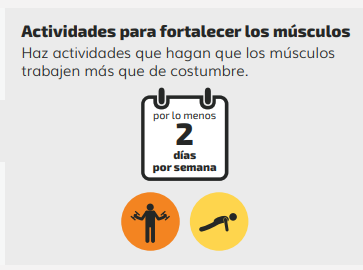 Actividades para fortalecer los músculos
Haz actividades que hagan que los músculos
trabajen más que de costumbre.
por lo menos
2
días
por semana